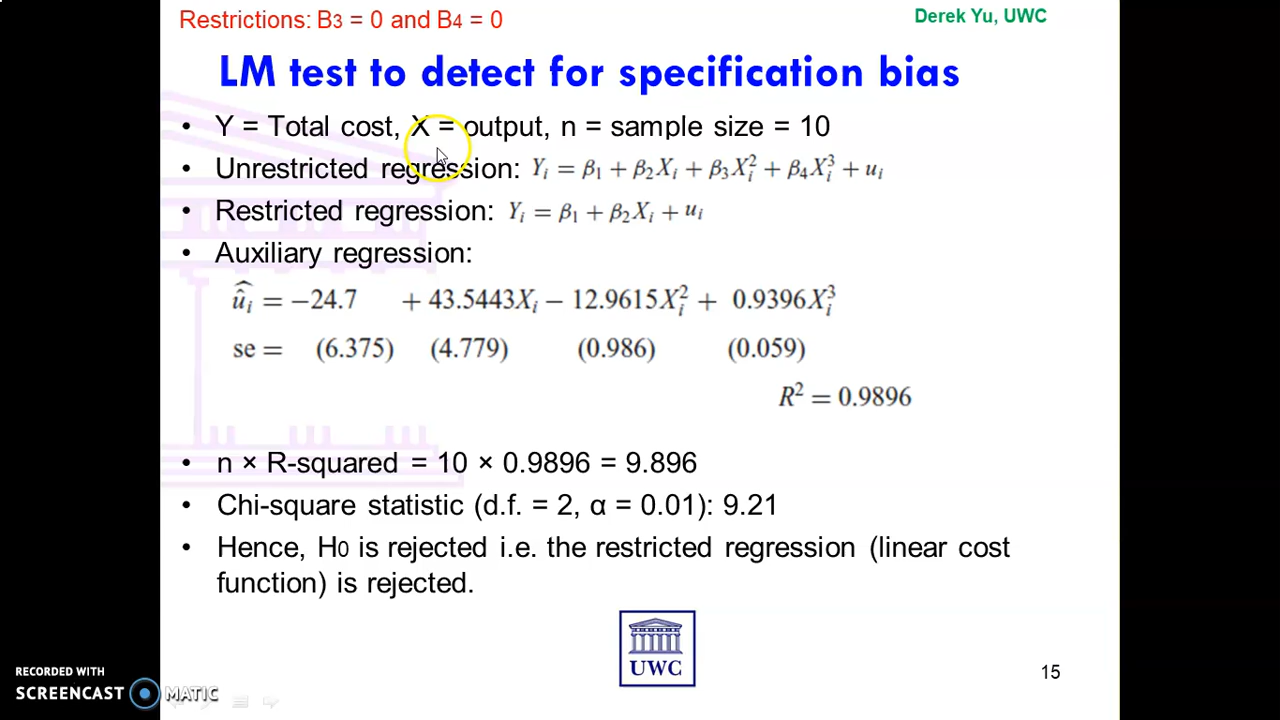 Restrictions: B3 = 0 and B4 = 0
Derek Yu, UWC
LM test to detect for specification bias
• Y = Total cost, X = output, n = sample size = 10
• Unrestricted regression: Yᵢ = β₁ + β₂Xᵢ + β₃Xᵢ² + β₄Xᵢ³ + uᵢ
• Restricted regression: Yᵢ = β₁ + β₂Xᵢ + uᵢ
• Auxiliary regression:
û̂ᵢ = −24.7 + 43.5443Xᵢ − 12.9615Xᵢ² + 0.9396Xᵢ³
se = (6.375) (4.779) (0.986) (0.059)
R² = 0.9896
• n × R-squared = 10 × 0.9896 = 9.896
• Chi-square statistic (d.f. = 2, α = 0.01): 9.21
• Hence, H0 is rejected i.e. the restricted regression (linear cost
function) is rejected.
UWC
15
RECORDED WITH
SCREENCAST MATIC